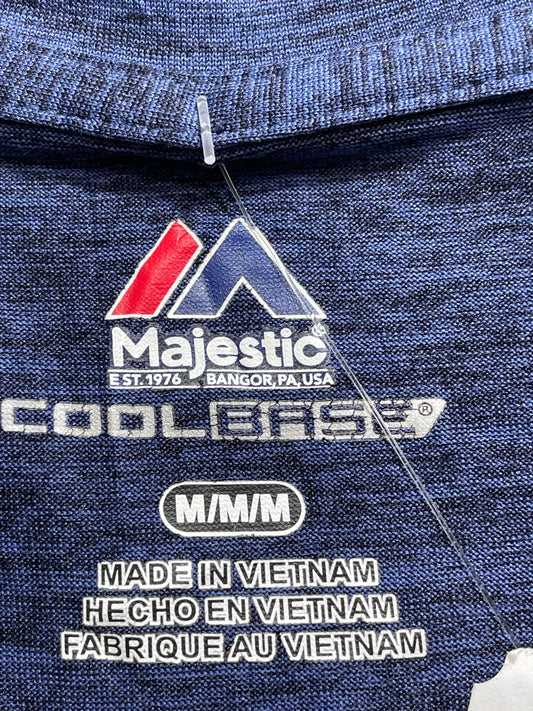 Majestic®
EST. 1976 BANGOR, PA, USA
COOLBASE®
M/M/M
MADE IN VIETNAM
HECHO EN VIETNAM
FABRIQUE AU VIETNAM